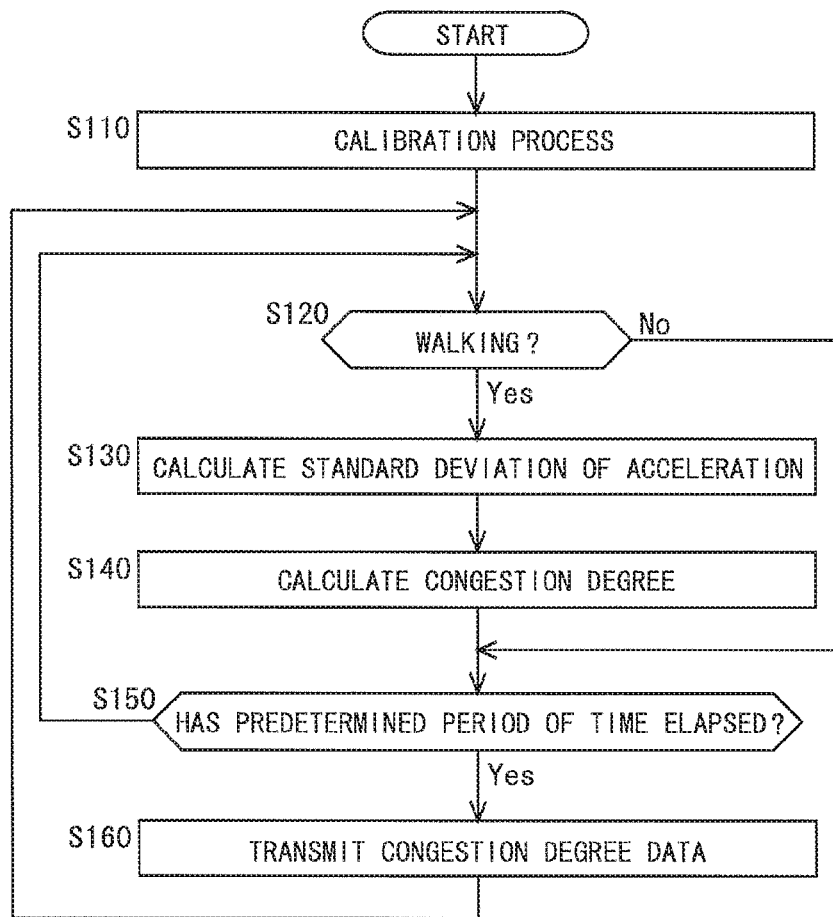 START
S110
CALIBRATION PROCESS
S120
WALKING?
No
Yes
S130
CALCULATE STANDARD DEVIATION OF ACCELERATION
S140
CALCULATE CONGESTION DEGREE
S150
HAS PREDETERMINED PERIOD OF TIME ELAPSED?
Yes
S160
TRANSMIT CONGESTION DEGREE DATA